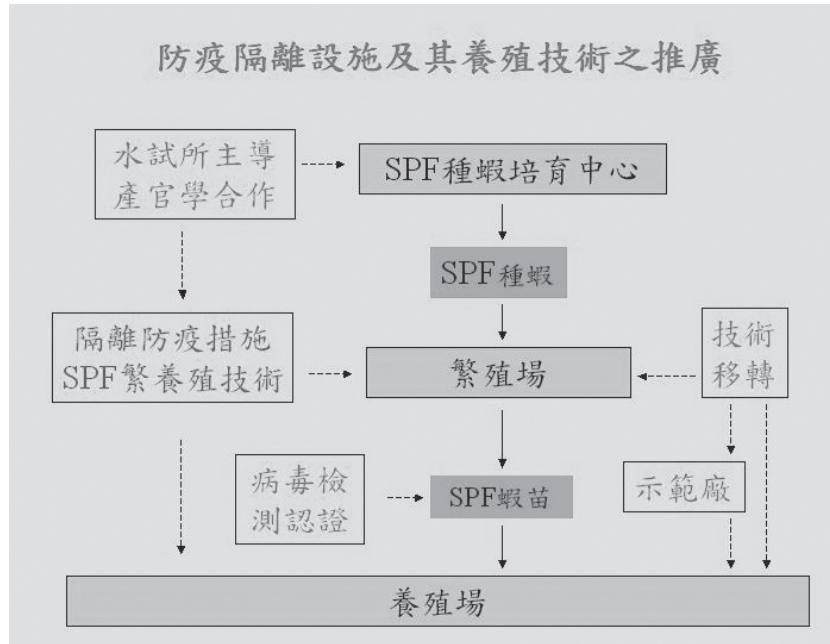 防疫隔離設施及其養殖技術之推廣
水試所主導
產官學合作
SPF種蝦培育中心
SPF種蝦
隔離防疫措施
SPF繁養殖技術
繁殖場
技術
移轉
病毒檢
測認證
SPF蝦苗
示範廠
養殖場